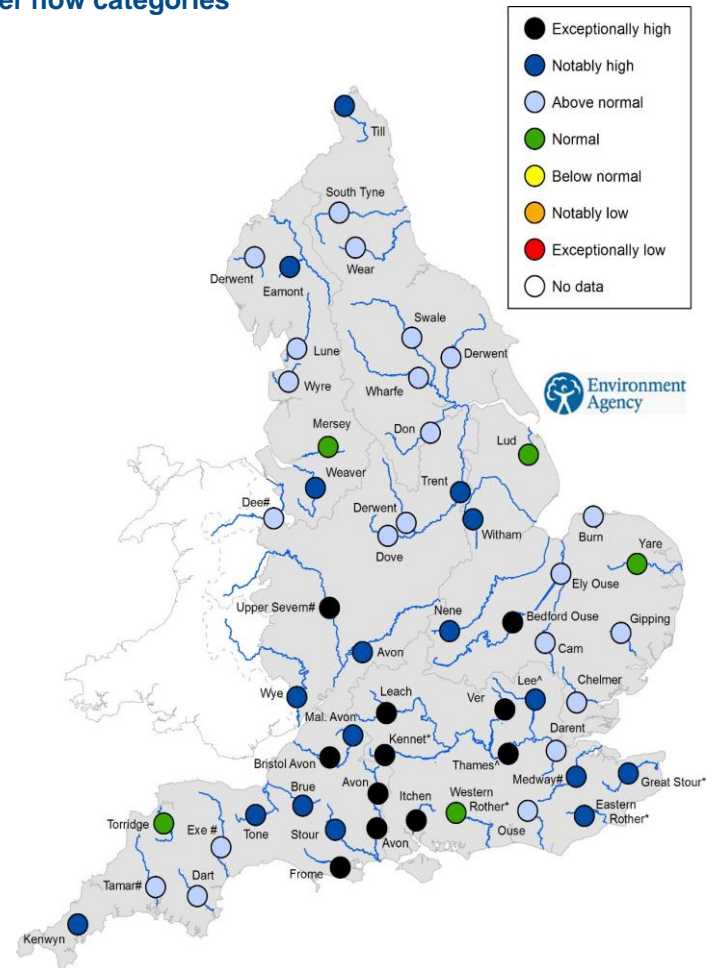 er flow categories
Exceptionally high
Notably high
Above normal
Normal
Below normal
Notably low
Exceptionally low
No data
Till
South Tyne
Wear
Derwent
Eamont
Swale
Derwent
Lune
Wyre
Wharfe
Environment
Agency
Mersey
Don
Lud
Weaver
Trent
Dee#
Derwent
Witham
Dove
Burn
Yare
Ely Ouse
Upper Severn#
Nene
Bedford Ouse
Gipping
Avon
Cam
Wye
Leach
Ver
Lee^
Chelmer
Mal. Avon
Kennet*
Darent
Bristol Avon
Thames^
Medway#
Great Stour*
Brue
Avon
Itchen
Western
Rother*
Eastern
Rother*
Torridge
Exe #
Tone
Stour
Avon
Ouse
Tamar#
Dart
Frome
Kenwyn